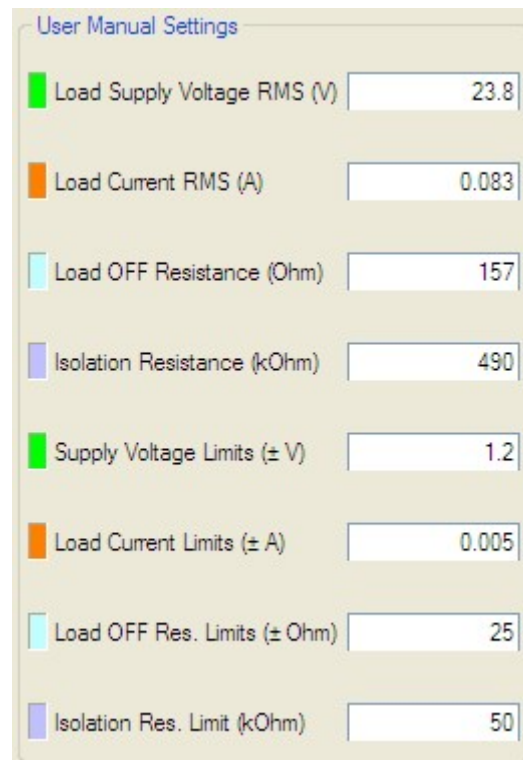 User Manual Settings
Load Supply Voltage RMS (V) 23.8
Load Current RMS (A) 0.083
Load OFF Resistance (Ohm) 157
Isolation Resistance (kOhm) 490
Supply Voltage Limits (± V) 1.2
Load Current Limits (± A) 0.005
Load OFF Res. Limits (± Ohm) 25
Isolation Res. Limit (kOhm) 50